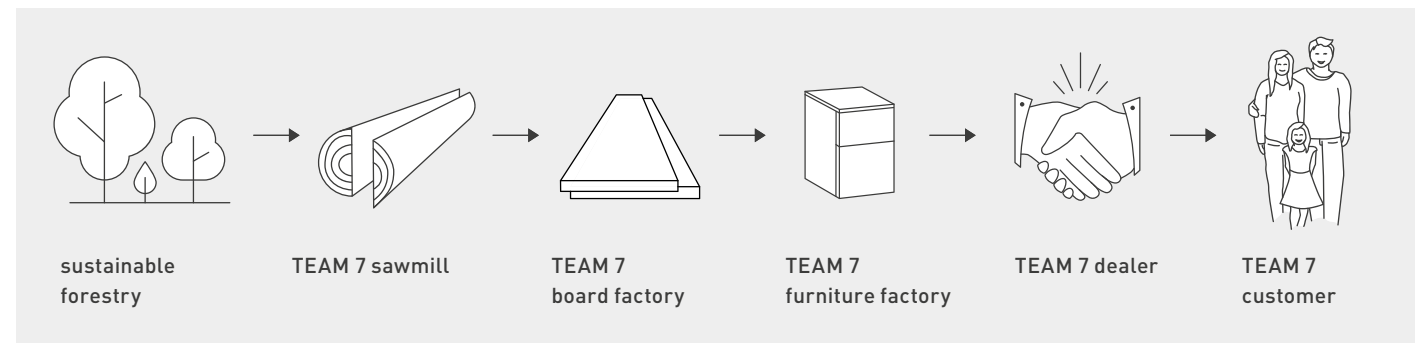 sustainable
forestry
TEAM 7 sawmill
TEAM 7
board factory
TEAM 7
furniture factory
TEAM 7 dealer
TEAM 7
customer